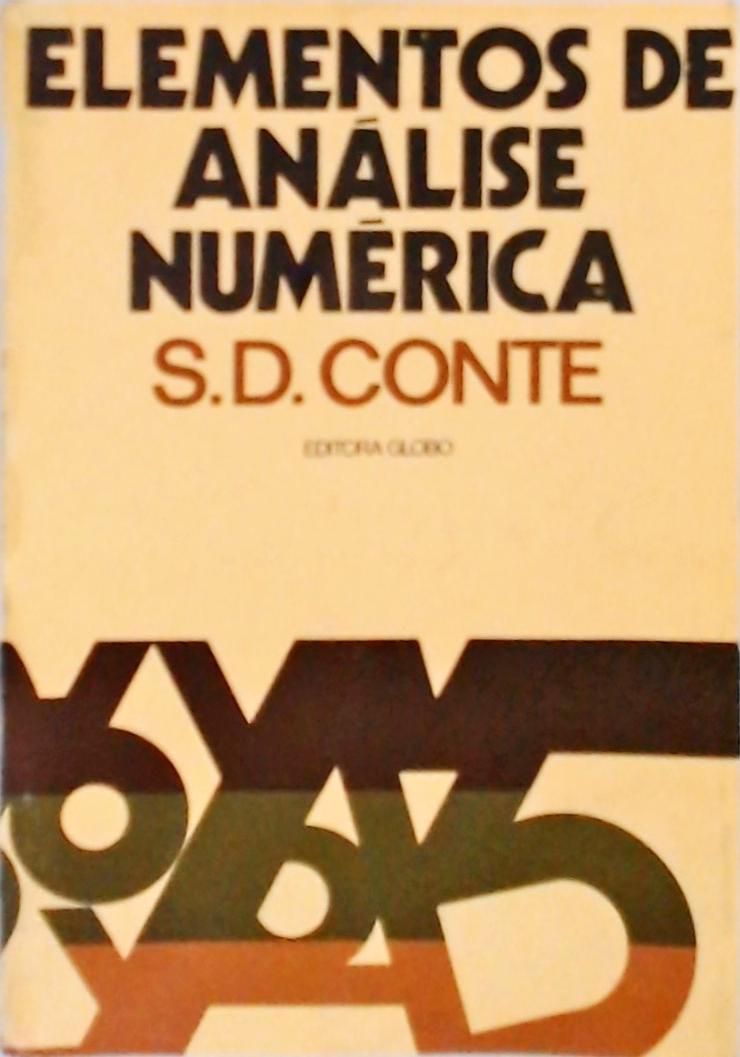 ELEMENTOS DE
ANÁLISE
NUMÉRICA
S.D. CONTE
EDITORA GLOBO